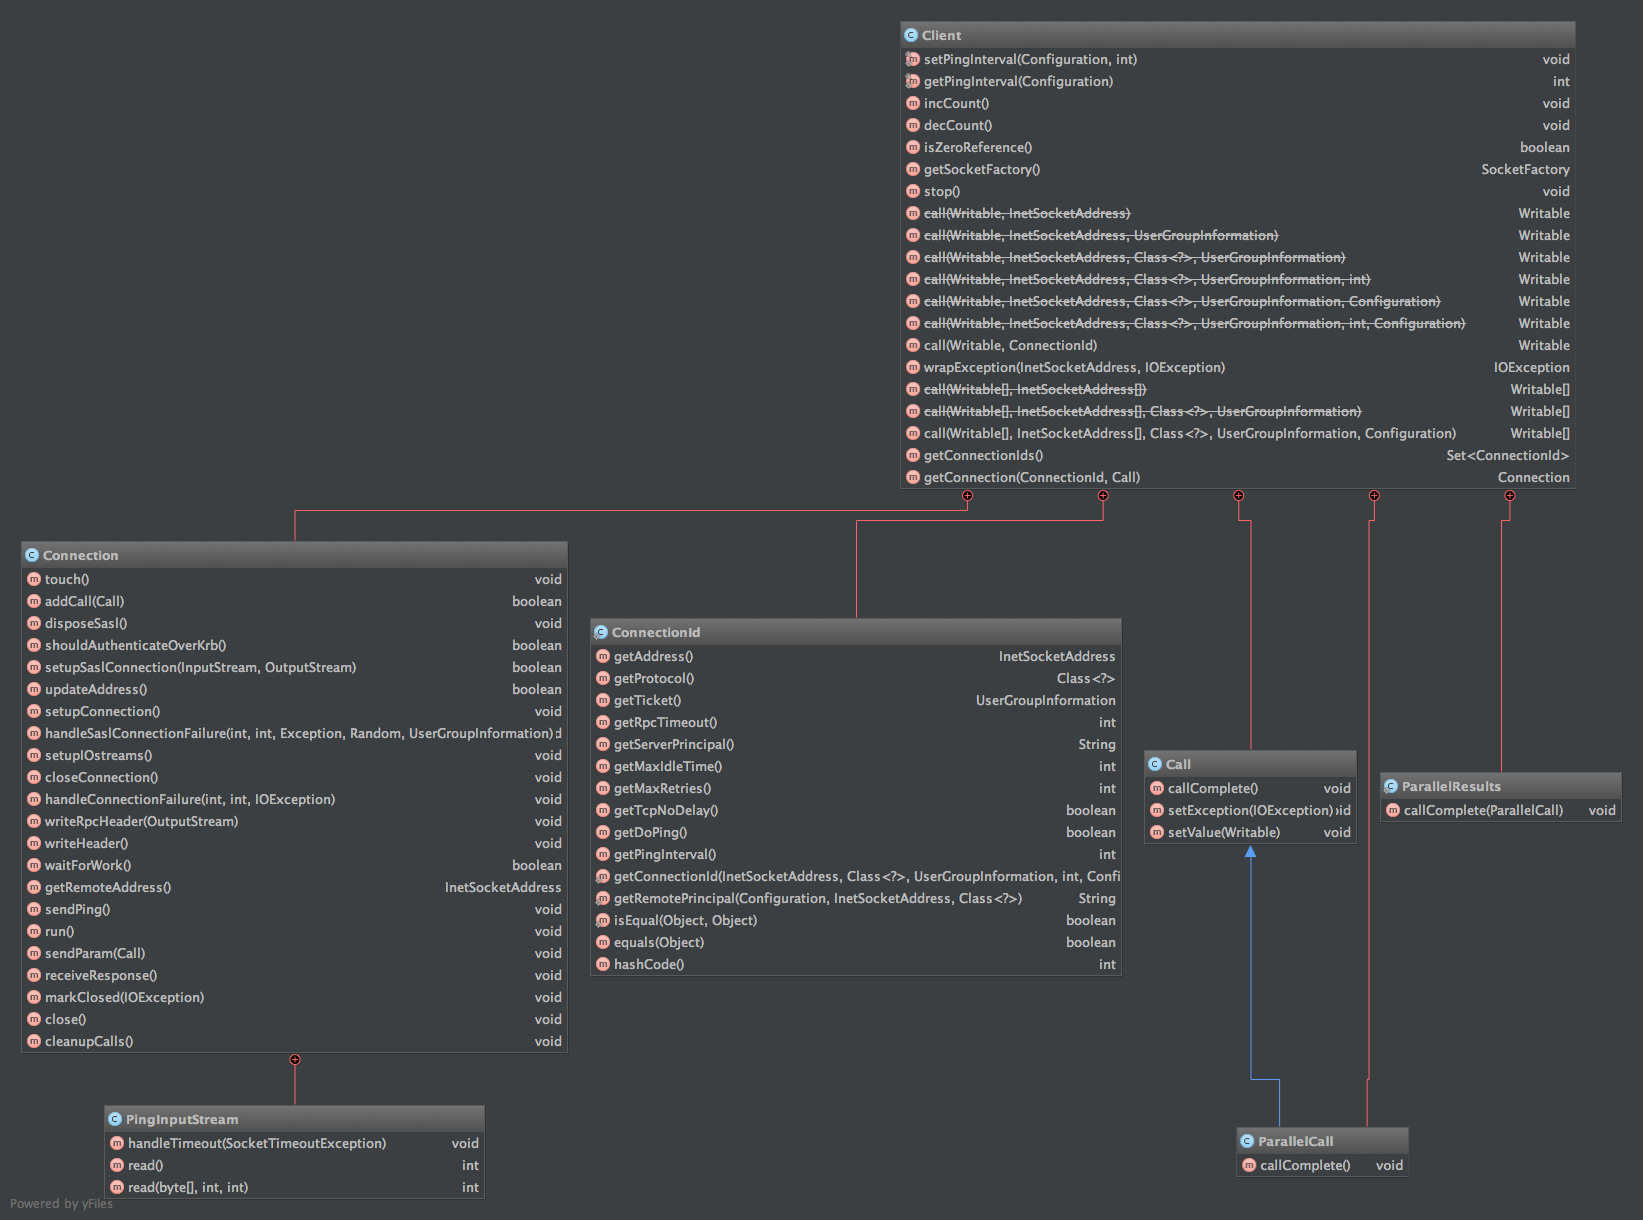 Client
setPingInterval(Configuration, int) void
getPingInterval(Configuration) int
incCount() void
decCount() void
isZeroReference() boolean
getSocketFactory() SocketFactory
stop() void
call(Writable, InetSocketAddress) Writable
call(Writable, InetSocketAddress, UserGroupInformation) Writable
call(Writable, InetSocketAddress, Class<?>, UserGroupInformation) Writable
call(Writable, InetSocketAddress, Class<?>, UserGroupInformation, int) Writable
call(Writable, InetSocketAddress, Class<?>, UserGroupInformation, Configuration) Writable
call(Writable, InetSocketAddress, Class<?>, UserGroupInformation, int, Configuration) Writable
call(Writable, ConnectionId) Writable
wrapException(InetSocketAddress, IOException) IOException
call(Writable[], InetSocketAddress[]) Writable[]
call(Writable[], InetSocketAddress[], Class<?>, UserGroupInformation) Writable[]
call(Writable[], InetSocketAddress[], Class<?>, UserGroupInformation, Configuration) Writable[]
getConnectionIds() Set<ConnectionId>
getConnection(ConnectionId, Call) Connection
Connection
touch() void
addCall(Call) boolean
disposeSasl() void
shouldAuthenticateOverKrb() boolean
setupSaslConnection(InputStream, OutputStream) boolean
updateAddress() boolean
setupConnection() void
handleSaslConnectionFailure(int, int, Exception, Random, UserGroupInformation) d
setupIOstreams() void
closeConnection() void
handleConnectionFailure(int, int, IOException) void
writeRpcHeader(OutputStream) void
writeHeader() void
waitForWork() boolean
getRemoteAddress() InetSocketAddress
sendPing() void
run() void
sendParam(Call) void
receiveResponse() void
markClosed(IOException) void
close() void
cleanupCalls() void
ConnectionId
getAddress() InetSocketAddress
getProtocol() Class<?>
getTicket() UserGroupInformation
getRpcTimeout() int
getServerPrincipal() String
getMaxIdleTime() int
getMaxRetries() int
getTcpNoDelay() boolean
getDoPing() boolean
getPingInterval() int
getConnectionId(InetSocketAddress, Class<?>, UserGroupInformation, int, Confi
getRemotePrincipal(Configuration, InetSocketAddress, Class<?>) String
isEqual(Object, Object) boolean
equals(Object) boolean
hashCode() int
Call
callComplete() void
setException(IOException) id
setValue(Writable) void
ParallelResults
callComplete(ParallelCall) void
PingInputStream
handleTimeout(SocketTimeoutException) void
read() int
read(byte[], int, int) int
ParallelCall
callComplete() void
Powered by yFiles